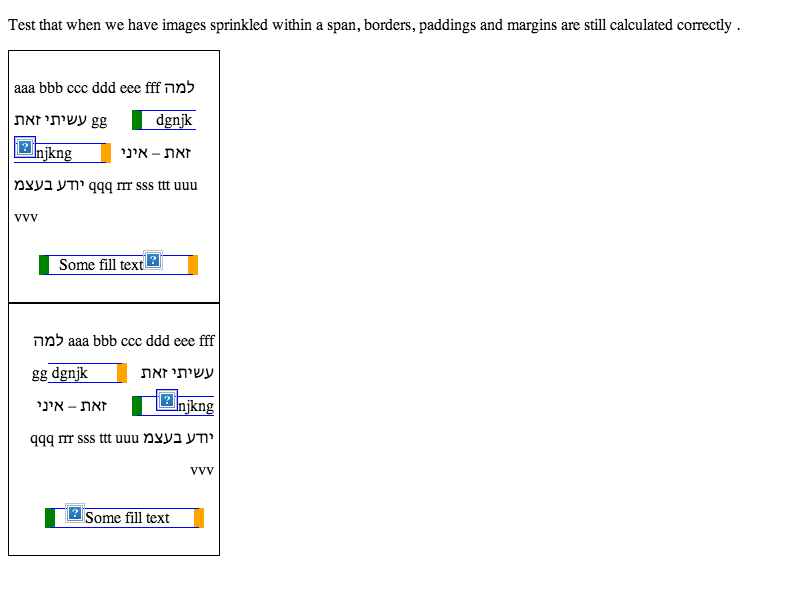 Test that when we have images sprinkled within a span, borders, paddings and margins are still calculated correctly .
aaa bbb ccc ddd eee fff למה
עשיתי זאת gg dgnjk
njkng זאת – איני
יודע בעצמ qqq rrr sss ttt uuu
vvv
Some fill text
aaa bbb ccc ddd eee fff למה
עשיתי זאת gg dgnjk
njkng זאת – איני
יודע בעצמ qqq rrr sss ttt uuu
vvv
Some fill text